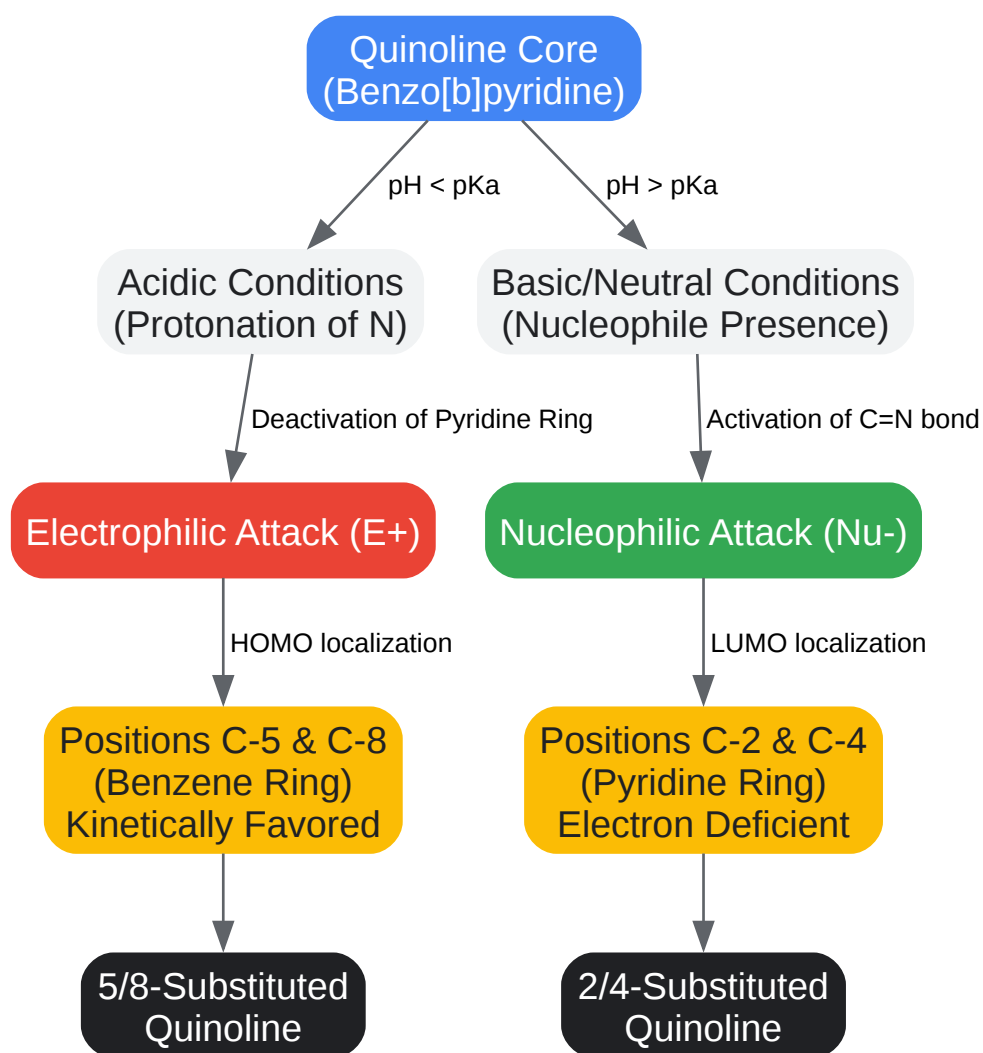 Quinoline Core
(Benzo[b]pyridine)
pH < pKa
pH > pKa
Acidic Conditions
(Protonation of N)
Basic/Neutral Conditions
(Nucleophile Presence)
Deactivation of Pyridine Ring
Activation of C=N bond
Electrophilic Attack (E+)
Nucleophilic Attack (Nu-)
HOMO localization
LUMO localization
Positions C-5 & C-8
(Benzene Ring)
Kinetically Favored
Positions C-2 & C-4
(Pyridine Ring)
Electron Deficient
5/8-Substituted
Quinoline
2/4-Substituted
Quinoline